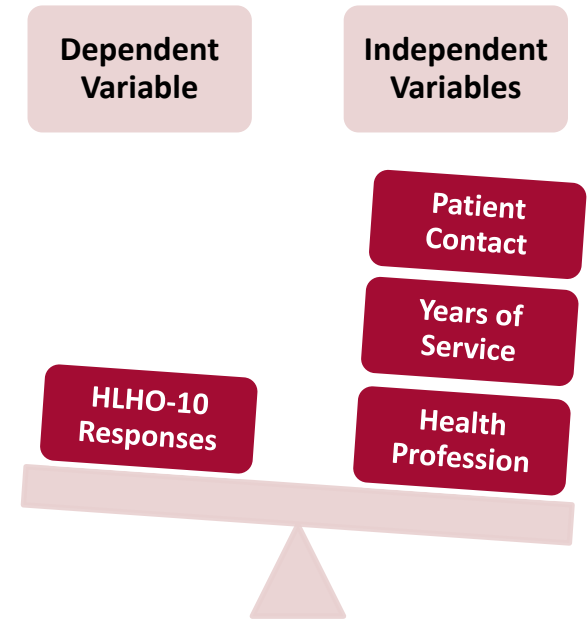 Dependent
Variable
Independent
Variables
Patient
Contact
Years of
Service
HLHO-10
Responses
Health
Profession